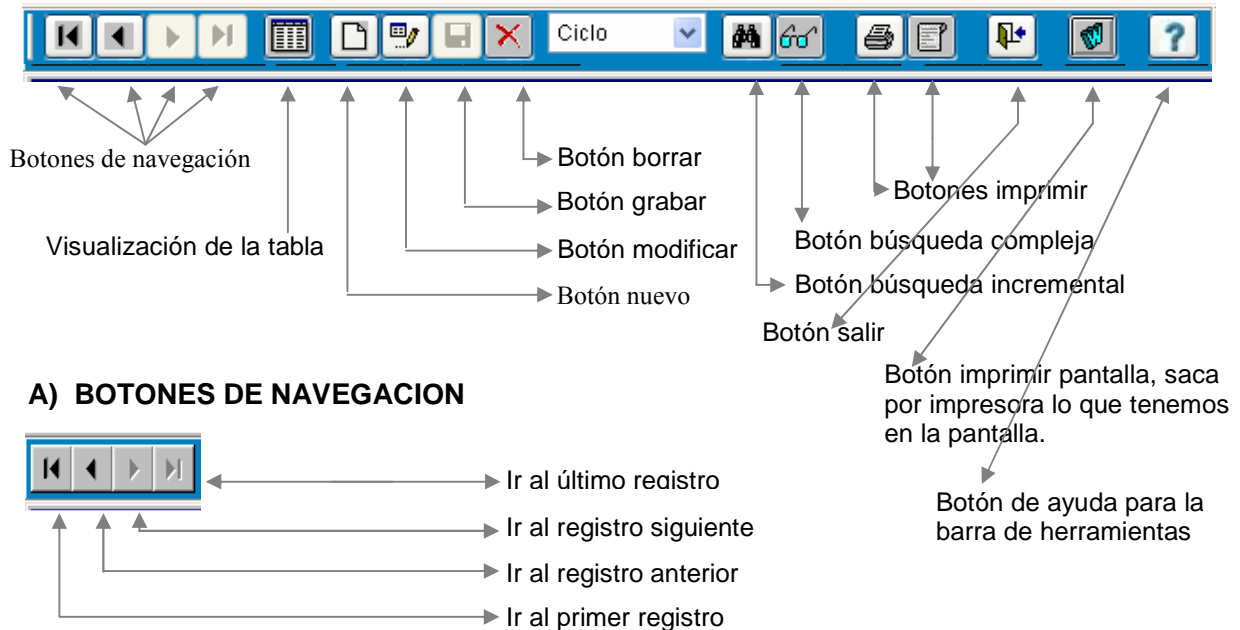 Ciclo
?
Botones de navegación
Visualización de la tabla
Botón borrar
Botón grabar
Botón modificar
Botón nuevo
Botones imprimir
Botón búsqueda compleja
Botón búsqueda incremental
Botón salir
Botón imprimir pantalla, saca
por impresora lo que tenemos
en la pantalla.
Botón de ayuda para la
barra de herramientas
A) BOTONES DE NAVEGACION
Ir al último registro
Ir al registro siguiente
Ir al registro anterior
Ir al primer registro